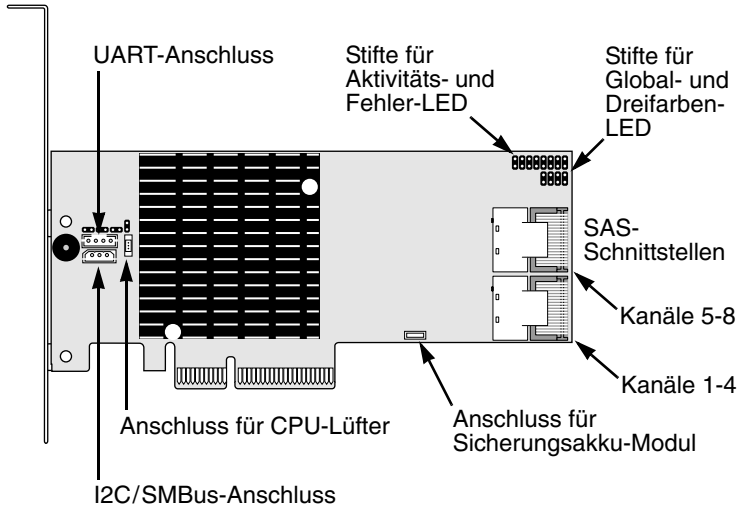 UART-Anschluss
Stifte für
Aktivitäts- und
Fehler-LED
Stifte für
Global- und
Dreifarben-
LED
SAS-
Schnittstellen
Kanäle 5-8
Kanäle 1-4
Anschluss für CPU-Lüfter
Anschluss für
Sicherungsakku-Modul
I2C/SMBus-Anschluss